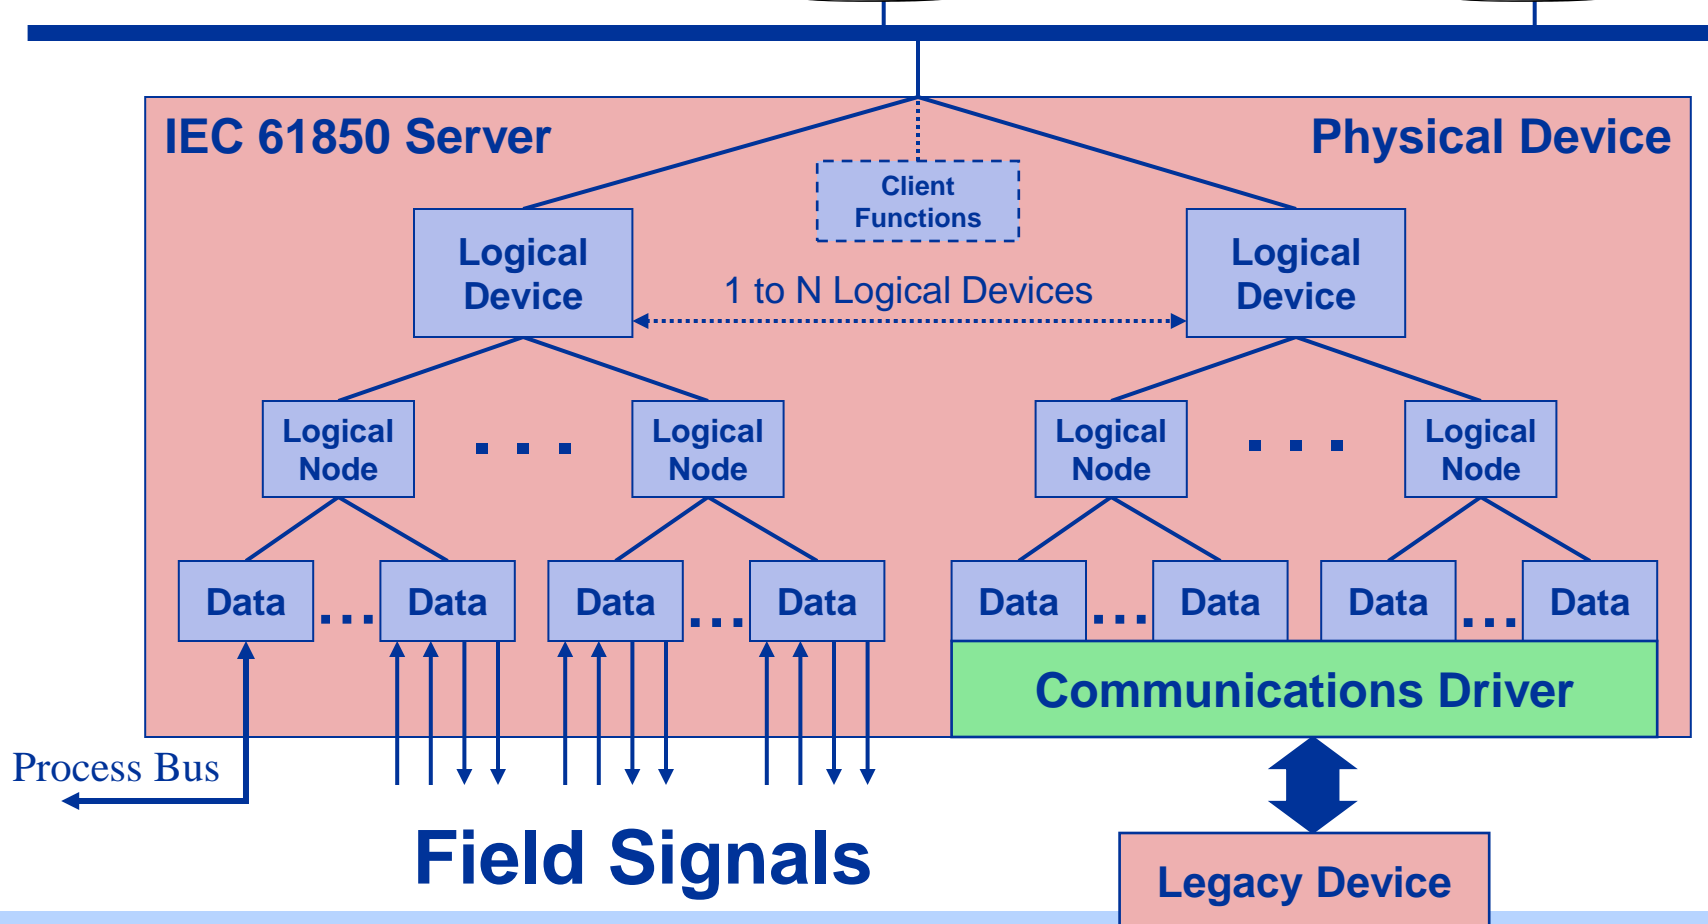 IEC 61850 Server
Physical Device
Client
Functions
Logical
Device
Logical
Device
1 to N Logical Devices
Logical
Node
. . .
Logical
Node
Logical
Node
. . .
Logical
Node
Data
...
Data
Data
...
Data
Data
...
Data
Data
...
Data
Communications Driver
Process Bus
Field Signals
Legacy Device